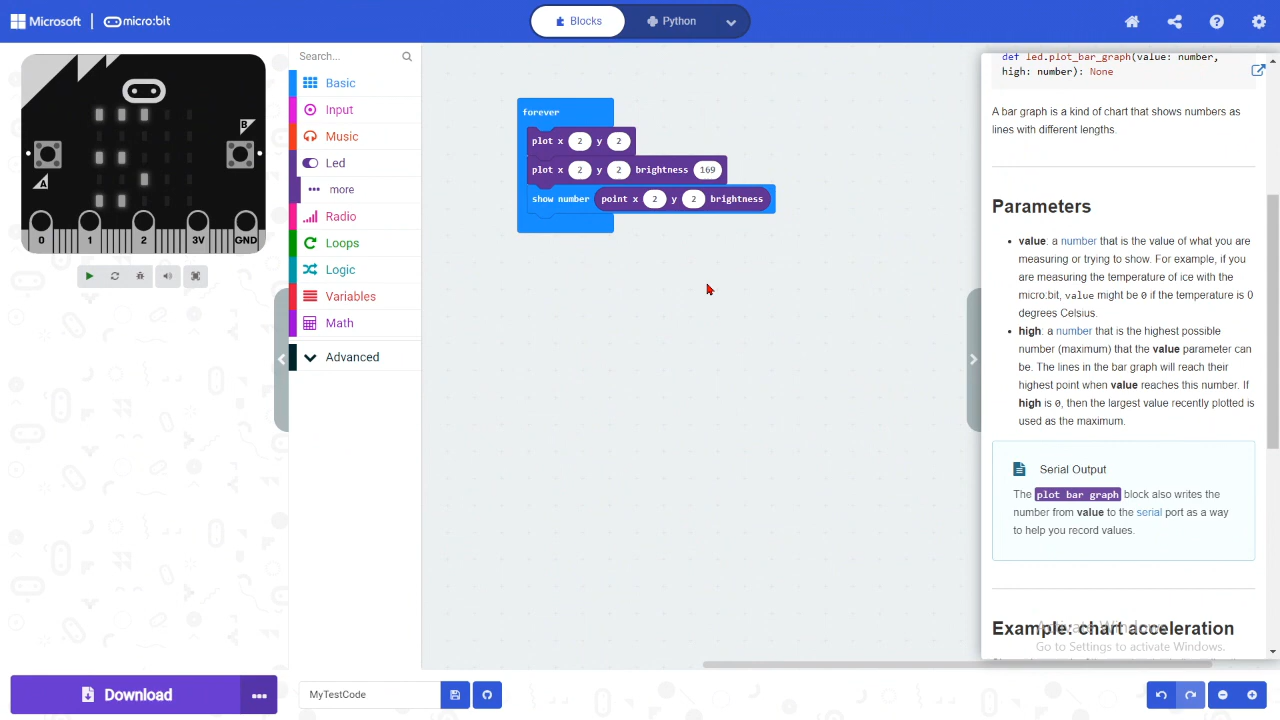 Microsoft micro:bit
Blocks Python
Search...
Basic
Input
Music
Led
more
Radio
Loops
Logic
Variables
Math
Advanced
A
B
0 1 2 3V GND
forever
plot x 2 y 2
plot x 2 y 2 brightness 169
show number point x 2 y 2 brightness
def led.plot_bar_graph(value: number,
high: number): None
A bar graph is a kind of chart that shows numbers as
lines with different lengths.
Parameters
• value: a number that is the value of what you are
measuring or trying to show. For example, if you
are measuring the temperature of ice with the
micro:bit, value might be 0 if the temperature is 0
degrees Celsius.
• high: a number that is the highest possible
number (maximum) that the value parameter can
be. The lines in the bar graph will reach their
highest point when value reaches this number. If
high is 0, then the largest value recently plotted is
used as the maximum.
Serial Output
The plot bar graph block also writes the
number from value to the serial port as a way
to help you record values.
Example: chart acceleration
Activate Windows
Go to Settings to activate Windows.
Download
MyTestCode